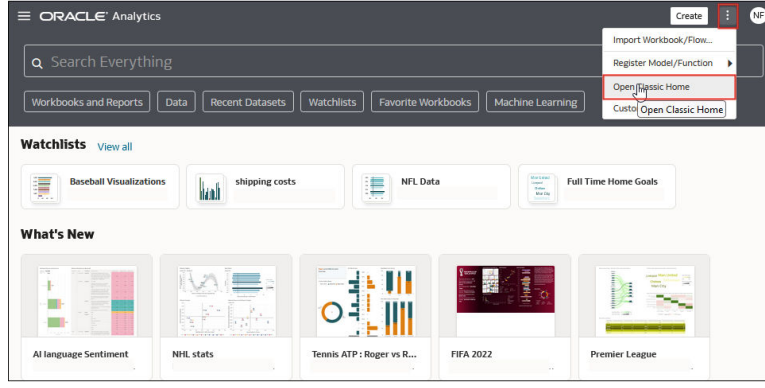 ORACLE Analytics
Create
NF
Import Workbook/Flow...
Search Everything
Register Model/Function
Open Classic Home
Workbooks and Reports
Data
Recent Datasets
Watchlists
Favorite Workbooks
Machine Learning
Custo
Open Classic Home
Watchlists View all
Baseball Visualizations
shipping costs
NFL Data
Full Time Home Goals
What's New
AI language Sentiment
NHL stats
Tennis ATP : Roger vs R...
FIFA 2022
Premier League